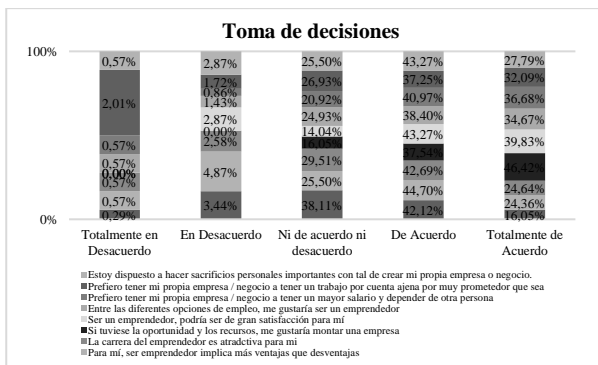 Toma de decisiones
100%
0,57% 2,87% 25,50% 43,27% 27,79%
2,01% 1,72% 26,93% 37,25% 32,09%
0,57% 0,86% 20,92% 40,97% 36,68%
0,57% 1,43% 24,93% 38,40% 34,67%
0,00% 2,87% 14,04% 43,27% 39,83%
0,00% 0,00% 16,05% 37,54% 46,42%
0,57% 2,58% 29,51% 42,69% 24,64%
0,57% 4,87% 25,50% 44,70% 24,36%
0,29% 3,44% 38,11% 42,12% 16,05%
0%
Totalmente en Desacuerdo
En Desacuerdo
Ni de acuerdo ni desacuerdo
De Acuerdo
Totalmente de Acuerdo
Estoy dispuesto a hacer sacrificios personales importantes con tal de crear mi propia empresa o negocio.
Prefiero tener mi propia empresa / negocio a tener un trabajo por cuenta ajena por muy prometedor que sea
Prefiero tener mi propia empresa / negocio a tener un mayor salario y depender de otra persona
Entre las diferentes opciones de empleo, me gustaría ser un emprendedor
Ser un emprendedor, podría ser de gran satisfacción para mí
Si tuviese la oportunidad y los recursos, me gustaría montar una empresa
La carrera del emprendedor es atradctiva para mi
Para mí, ser emprendedor implica más ventajas que desventajas